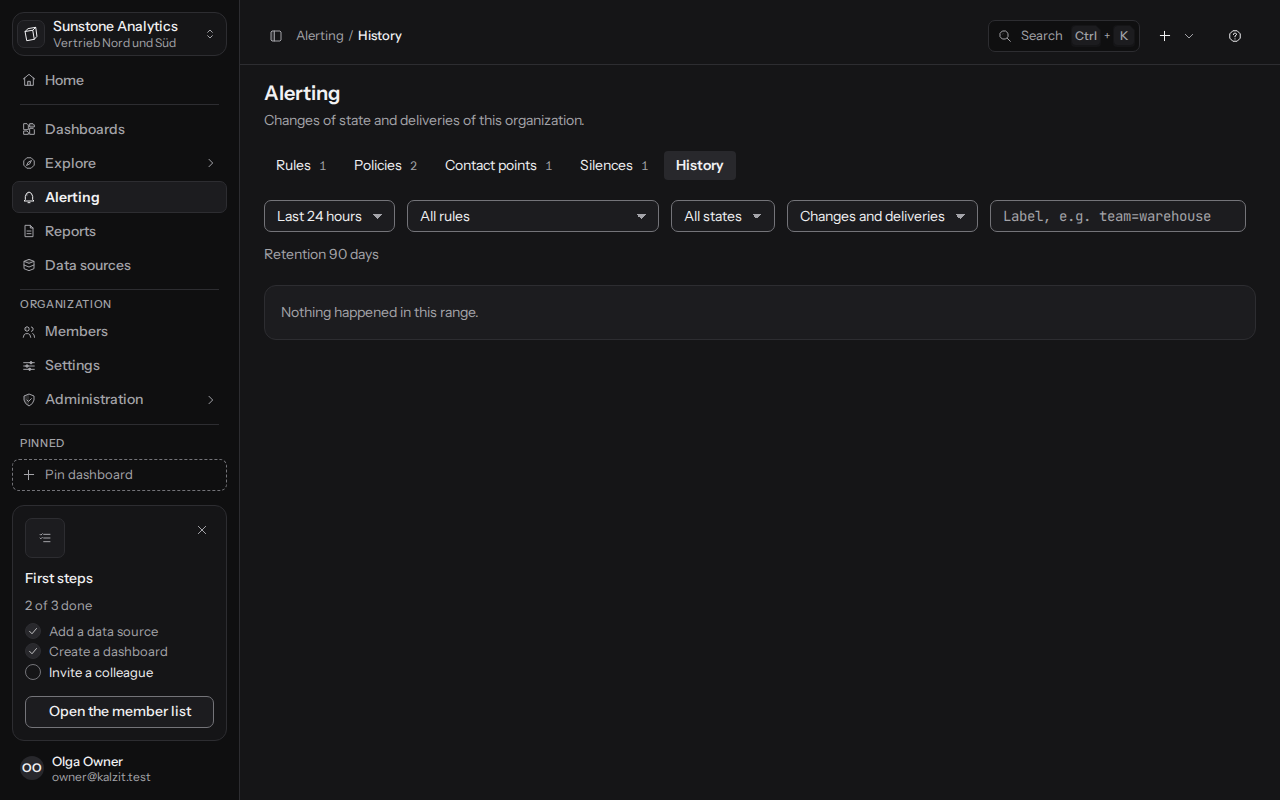 Sunstone Analytics
Vertrieb Nord und Süd
Home
Dashboards
Explore
Alerting
Reports
Data sources
ORGANIZATION
Members
Settings
Administration
PINNED
Pin dashboard
First steps
2 of 3 done
Add a data source
Create a dashboard
Invite a colleague
Open the member list
OO
Olga Owner
owner@kalzit.test
Alerting / History
Search Ctrl + K
Alerting
Changes of state and deliveries of this organization.
Rules 1 Policies 2 Contact points 1 Silences 1 History
Last 24 hours All rules All states Changes and deliveries Label, e.g. team=warehouse
Retention 90 days
Nothing happened in this range.